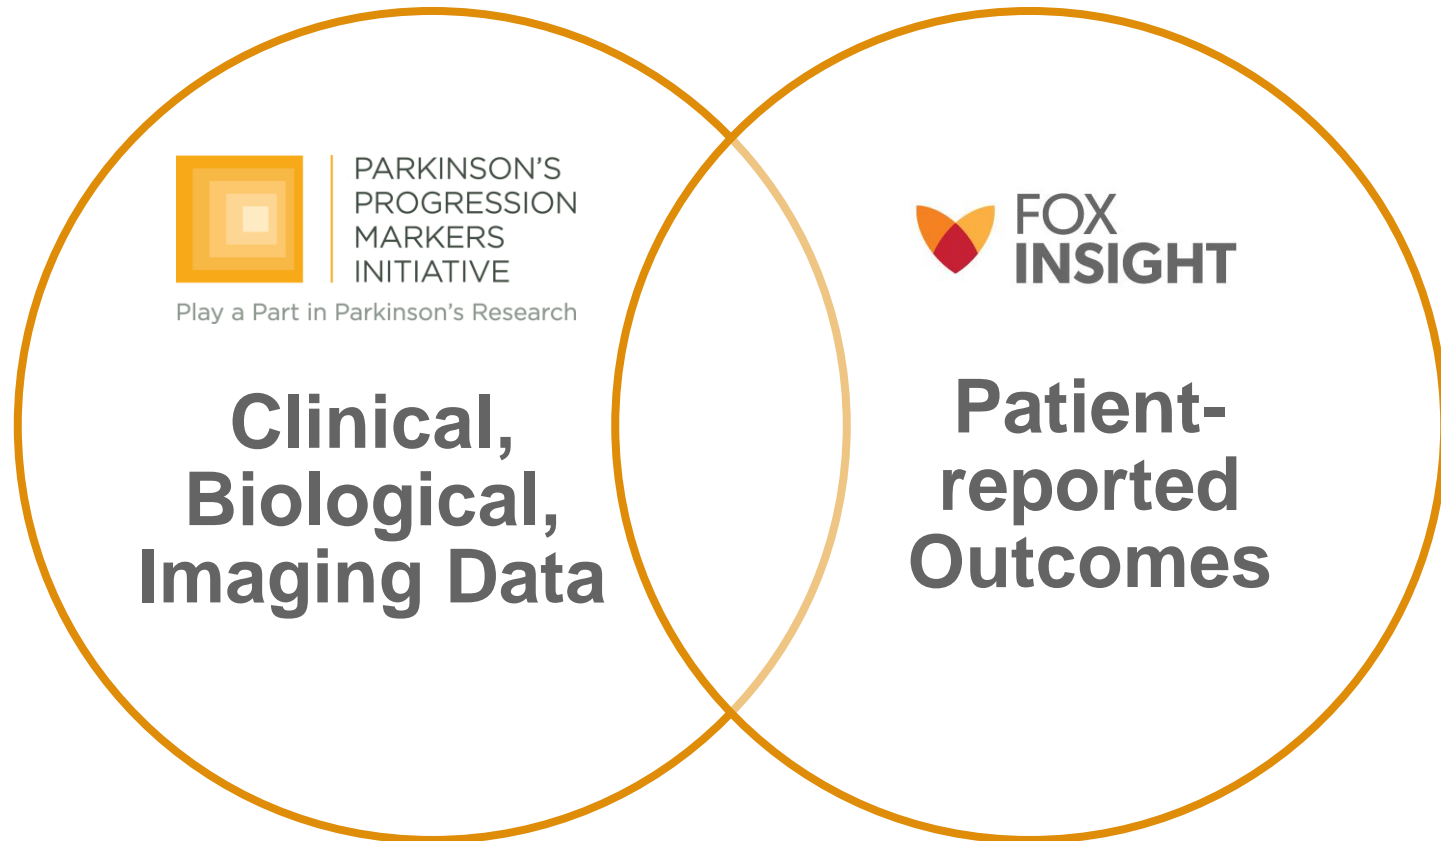 PARKINSON'S
PROGRESSION
MARKERS
INITIATIVE
Play a Part in Parkinson's Research
Clinical,
Biological,
Imaging Data
FOX
INSIGHT
Patient-
reported
Outcomes